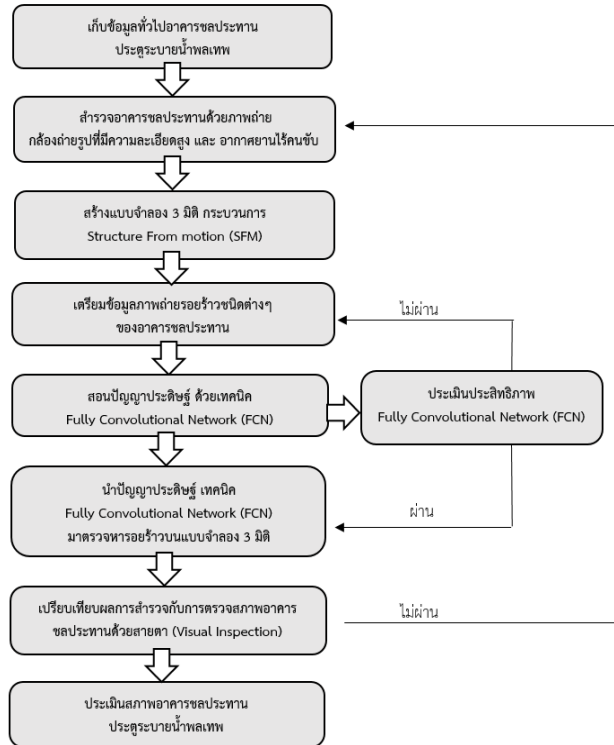 เก็บข้อมูลทั่วไปอาคารชลประทาน
ประตูระบายน้ำพลเทพ
สำรวจอาคารชลประทานด้วยภาพถ่าย
กล้องถ่ายรูปที่มีความละเอียดสูง และ อากาศยานไร้คนขับ
สร้างแบบจำลอง 3 มิติ กระบวนการ
Structure From motion (SFM)
เตรียมข้อมูลภาพถ่ายรอยร้าวชนิดต่างๆ
ของอาคารชลประทาน
ไม่ผ่าน
สอนปัญญาประดิษฐ์ ด้วยเทคนิค
Fully Convolutional Network (FCN)
ประเมินประสิทธิภาพ
Fully Convolutional Network (FCN)
นำปัญญาประดิษฐ์ เทคนิค
Fully Convolutional Network (FCN)
มาตรวจหารอยร้าวบนแบบจำลอง 3 มิติ
ผ่าน
เปรียบเทียบผลการสำรวจกับการตรวจสภาพอาคาร
ชลประทานด้วยสายตา (Visual Inspection)
ไม่ผ่าน
ประเมินสภาพอาคารชลประทาน
ประตูระบายน้ำพลเทพ